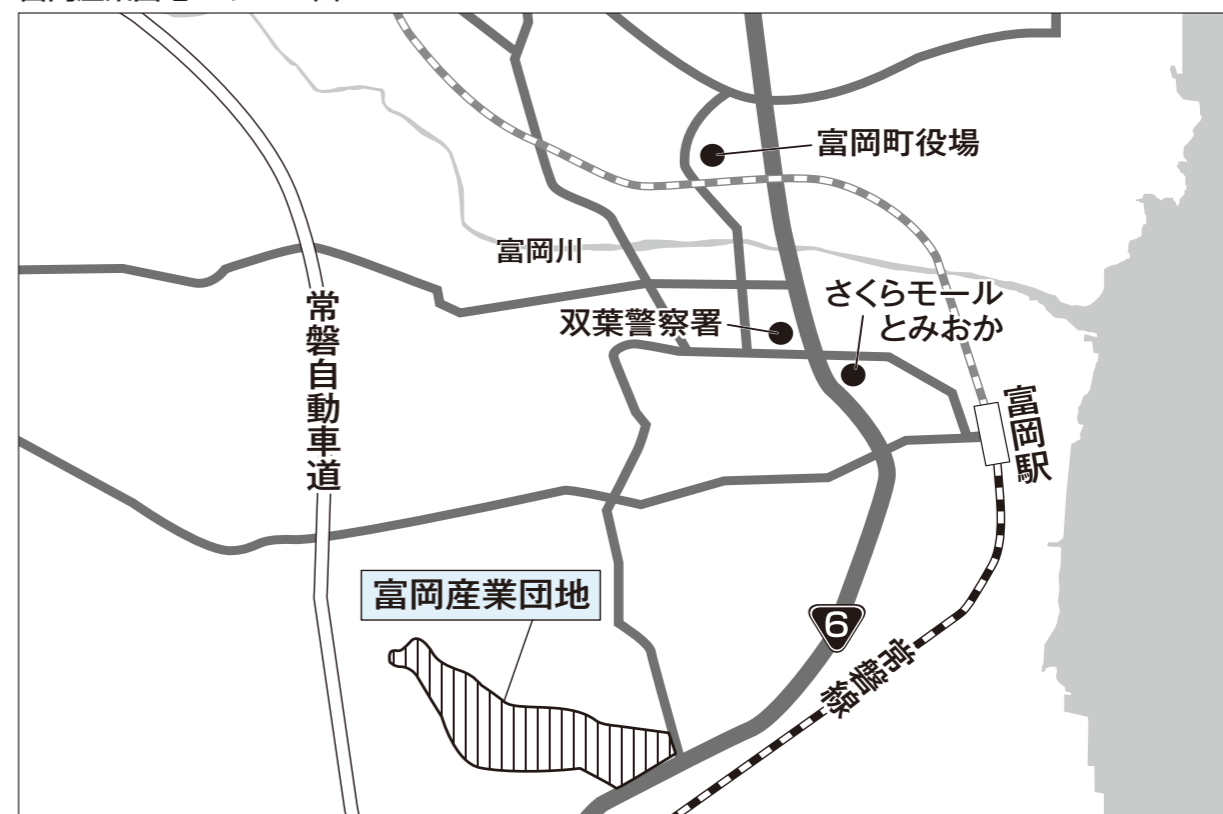 富岡町役場
富岡川
さくらモール
とみおか
双葉警察署
常磐自動車道
富岡駅
富岡産業団地
6
常磐線